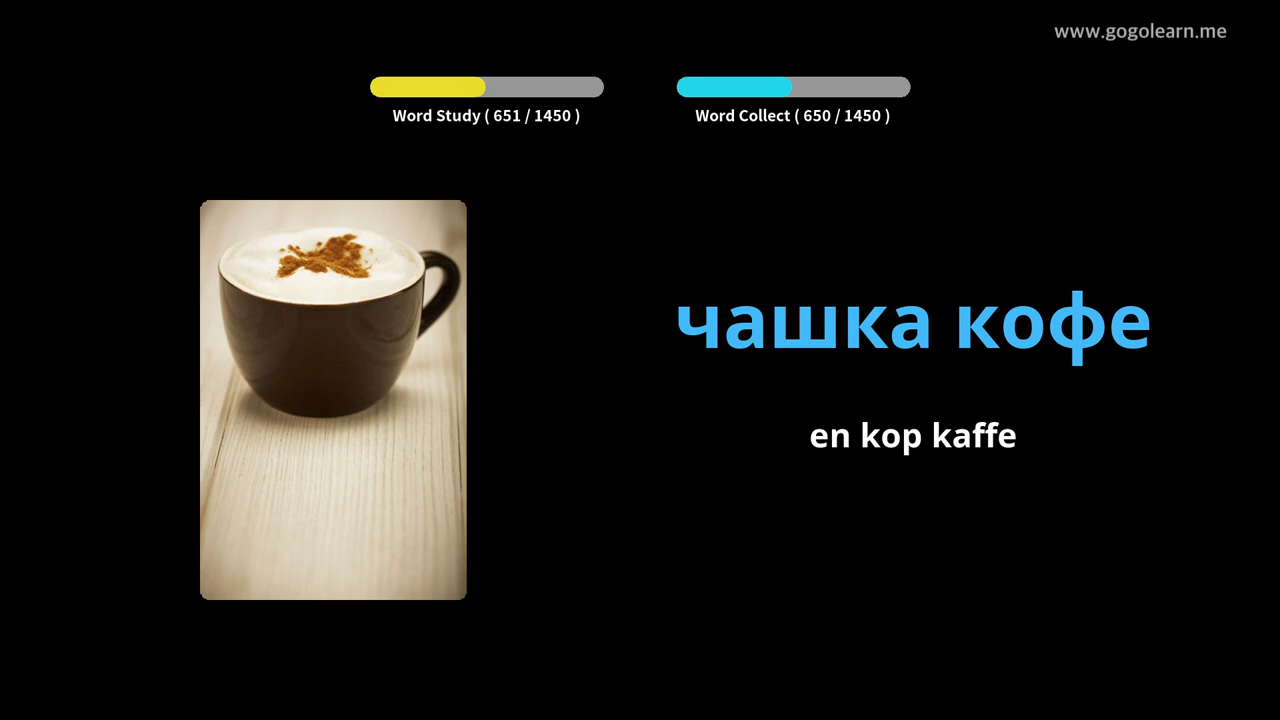 www.gogolearn.me
Word Study ( 651 / 1450 )
Word Collect ( 650 / 1450 )
чашка кофе
en kop kaffe